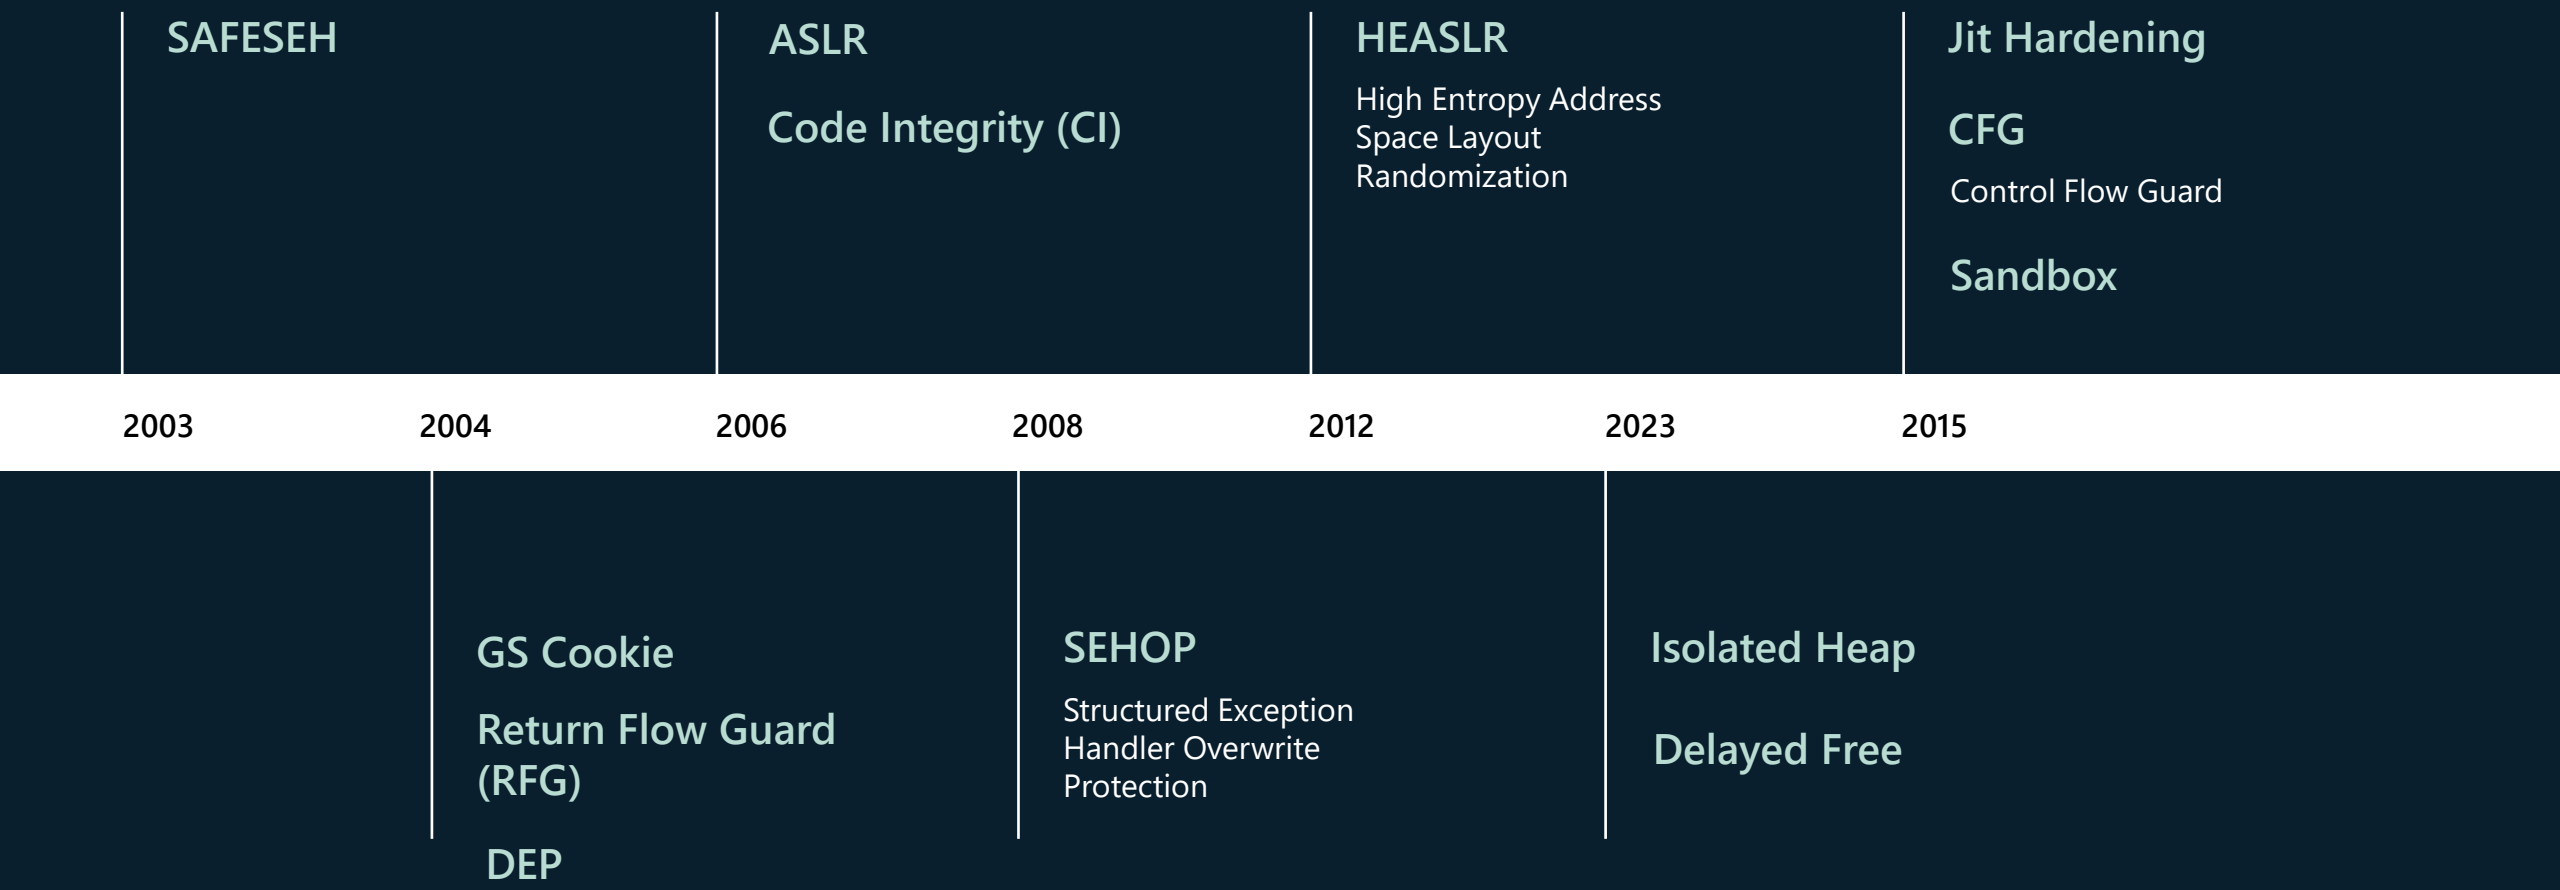 SAFESEH
ASLR
Code Integrity (CI)
HEASLR
High Entropy Address
Space Layout
Randomization
Jit Hardening
CFG
Control Flow Guard
Sandbox
2003
2004
2006
2008
2012
2023
2015
GS Cookie
Return Flow Guard
(RFG)
DEP
SEHOP
Structured Exception
Handler Overwrite
Protection
Isolated Heap
Delayed Free